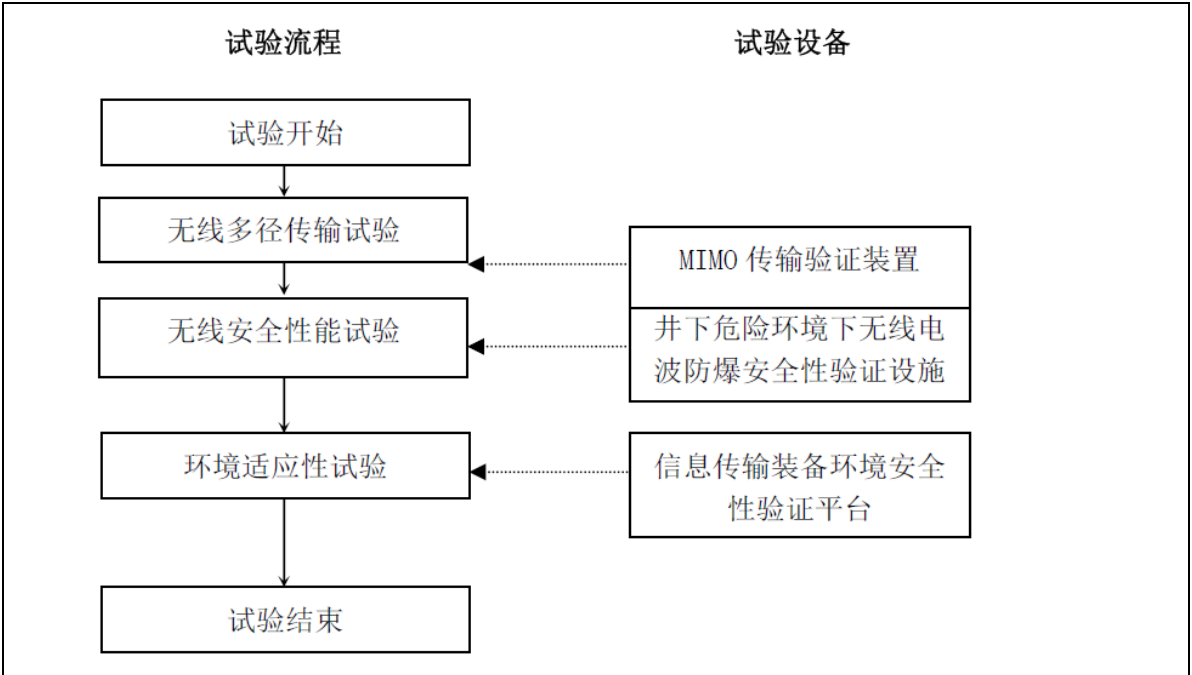 试验流程
试验设备
试验开始
无线多径传输试验
MIMO 传输验证装置
无线安全性能试验
井下危险环境下无线电
波防爆安全性验证设施
环境适应性试验
信息传输装备环境安全
性验证平台
试验结束